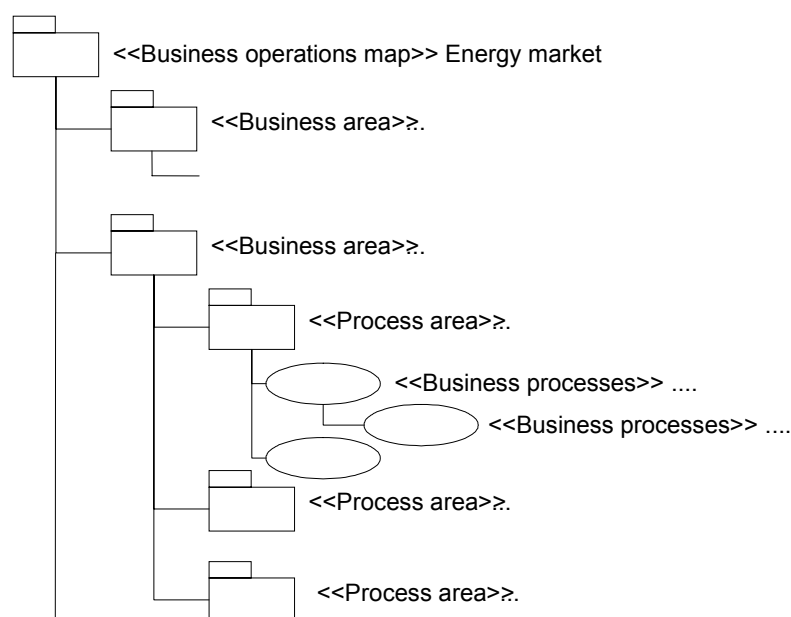 <<Business operations map>> Energy market
<<Business area>>...
<<Business area>>...
<<Process area>>...
<<Business processes>> ....
<<Business processes>> ....
<<Process area>>...
<<Process area>>...